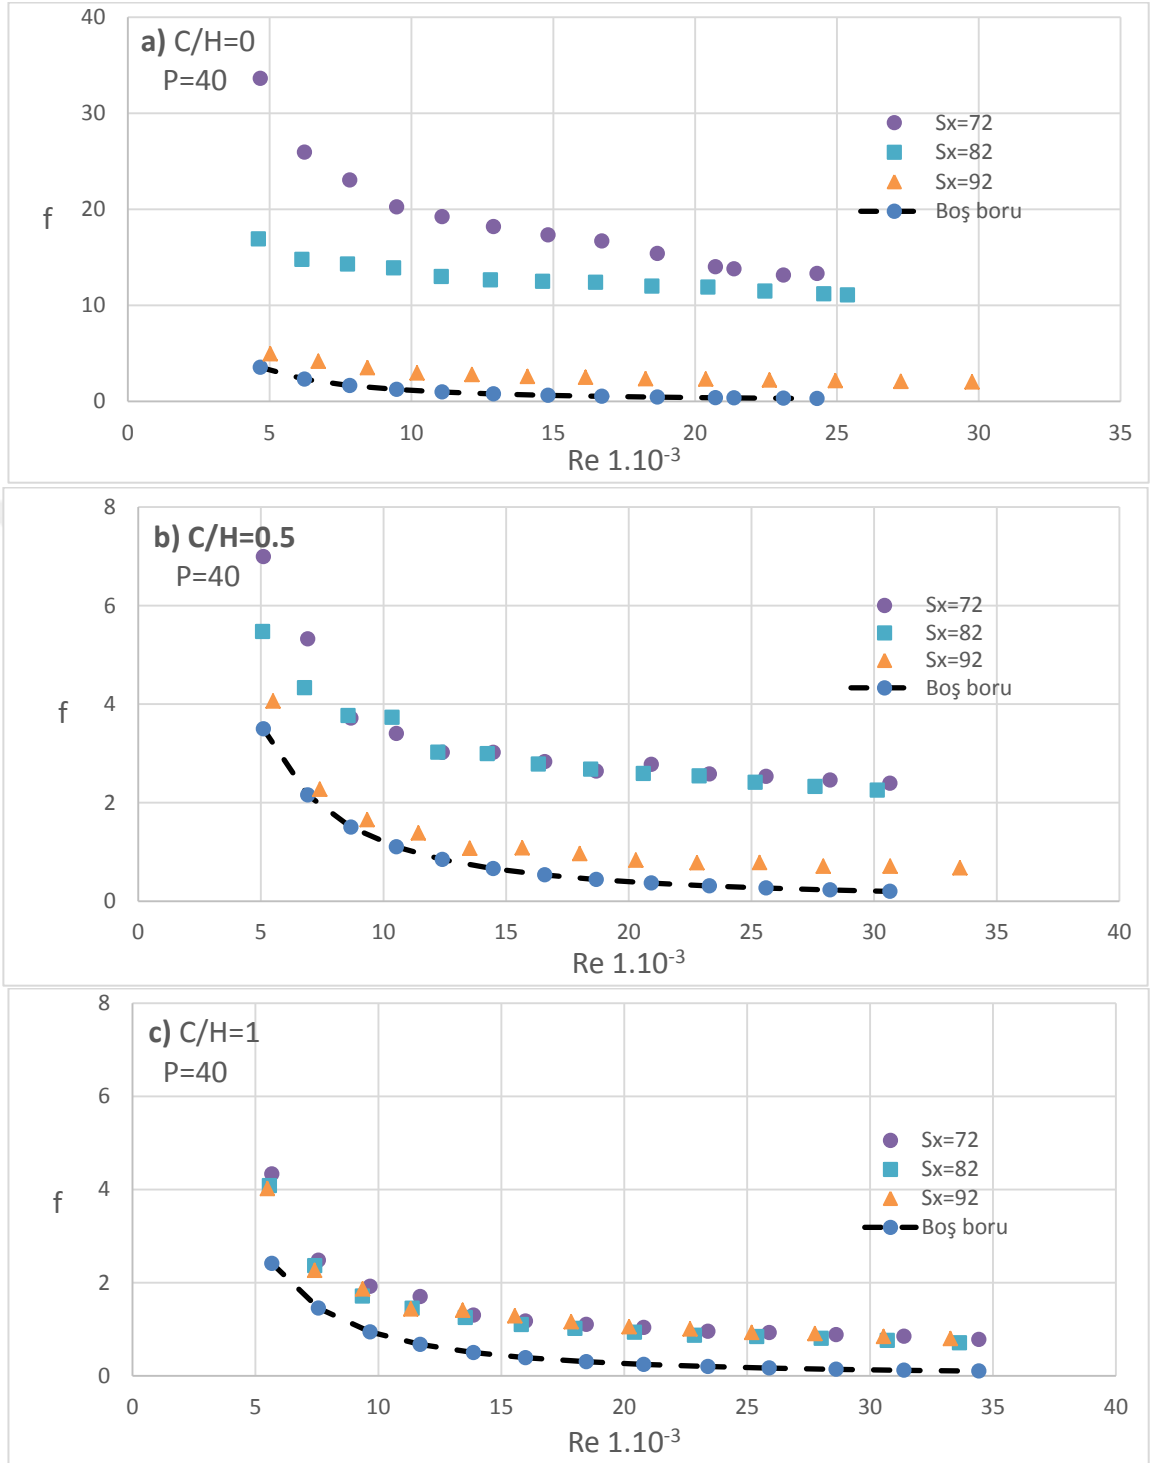 40
a) C/H=0
P=40
30
Sx=72
Sx=82
Sx=92
20
Boş boru
f
10
0
0 5 10 15 20 25 30 35
Re 1.10⁻³
8
b) C/H=0.5
P=40
6
Sx=72
Sx=82
Sx=92
Boş boru
4
f
2
0
0 5 10 15 20 25 30 35 40
Re 1.10⁻³
8
c) C/H=1
P=40
6
Sx=72
Sx=82
4
Sx=92
f
Boş boru
2
0
0 5 10 15 20 25 30 35 40
Re 1.10⁻³